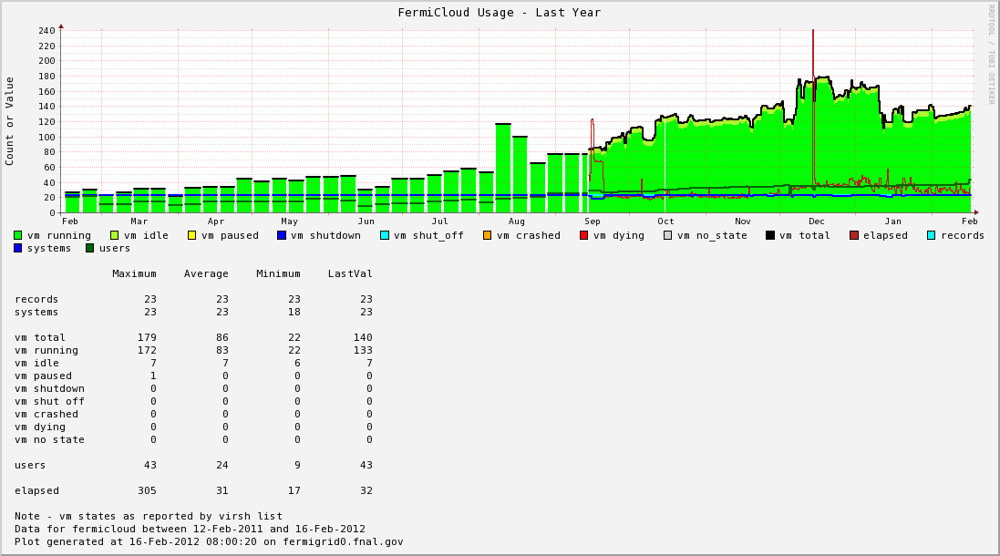 FermiCloud Usage - Last Year
RRDTOOL / TOBI OETIKER
Count or Value
240
220
200
180
160
140
120
100
80
60
40
20
0
Feb Mar Apr May Jun Jul Aug Sep Oct Nov Dec Jan Feb
vm running vm idle vm paused vm shutdown vm shut_off vm crashed vm dying vm no_state vm total elapsed records
systems users
Maximum Average Minimum LastVal
records 23 23 23 23
systems 23 23 18 23
vm total 179 86 22 140
vm running 172 83 22 133
vm idle 7 7 6 7
vm paused 1 0 0 0
vm shutdown 0 0 0 0
vm shut off 0 0 0 0
vm crashed 0 0 0 0
vm dying 0 0 0 0
vm no state 0 0 0 0
users 43 24 9 43
elapsed 305 31 17 32
Note - vm states as reported by virsh list
Data for fermicloud between 12-Feb-2011 and 16-Feb-2012
Plot generated at 16-Feb-2012 08:00:20 on fermigrid0.fnal.gov